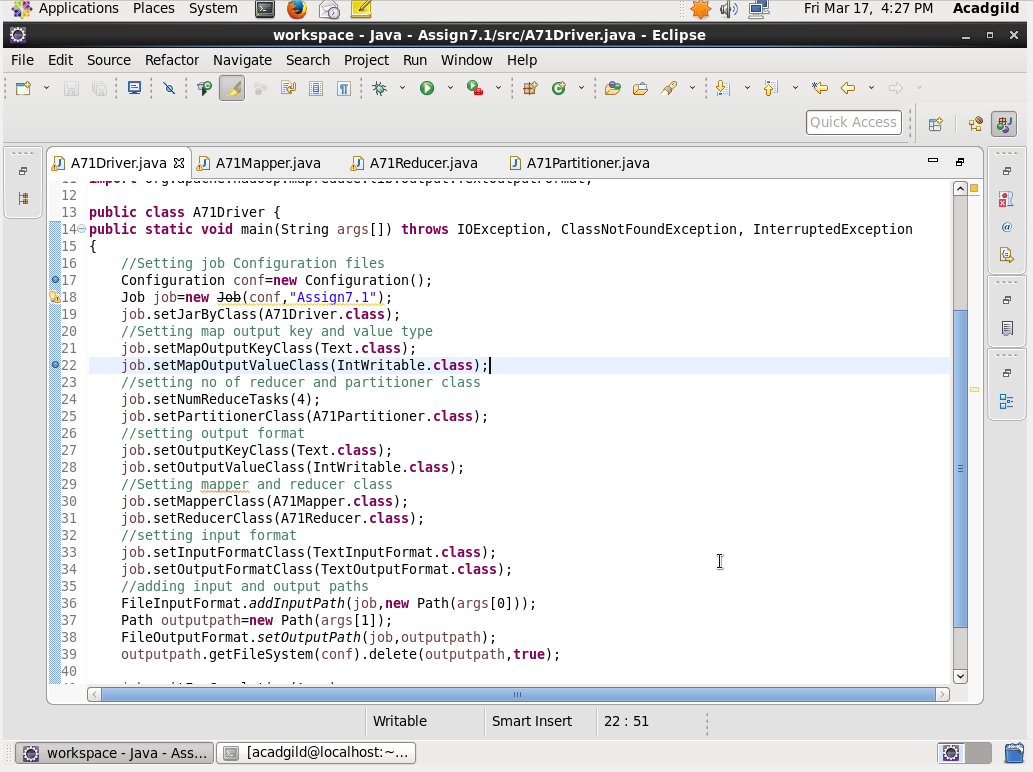 Applications Places System Fri Mar 17, 4:27 PM Acadgild
workspace - Java - Assign7.1/src/A71Driver.java - Eclipse
File Edit Source Refactor Navigate Search Project Run Window Help
Quick Access
A71Driver.java A71Mapper.java A71Reducer.java A71Partitioner.java
12
13 public class A71Driver {
14 public static void main(String args[]) throws IOException, ClassNotFoundException, InterruptedException
15 {
16 //Setting job Configuration files
17 Configuration conf=new Configuration();
18 Job job=new Job(conf,"Assign7.1");
19 job.setJarByClass(A71Driver.class);
20 //Setting map output key and value type
21 job.setMapOutputKeyClass(Text.class);
22 job.setMapOutputValueClass(IntWritable.class);
23 //setting no of reducer and partitioner class
24 job.setNumReduceTasks(4);
25 job.setPartitionerClass(A71Partitioner.class);
26 //setting output format
27 job.setOutputKeyClass(Text.class);
28 job.setOutputValueClass(IntWritable.class);
29 //Setting mapper and reducer class
30 job.setMapperClass(A71Mapper.class);
31 job.setReducerClass(A71Reducer.class);
32 //setting input format
33 job.setInputFormatClass(TextInputFormat.class);
34 job.setOutputFormatClass(TextOutputFormat.class);
35 //adding input and output paths
36 FileInputFormat.addInputPath(job,new Path(args[0]));
37 Path outputpath=new Path(args[1]);
38 FileOutputFormat.setOutputPath(job,outputpath);
39 outputpath.getFileSystem(conf).delete(outputpath,true);
40
Writable Smart Insert 22 : 51
workspace - Java - Ass... [acadgild@localhost:~...